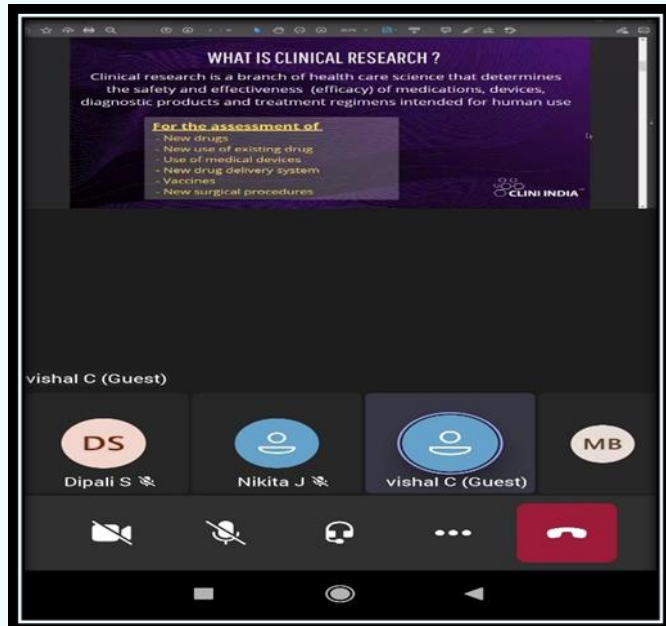 WHAT IS CLINICAL RESEARCH ?
Clinical research is a branch of health care science that determines
the safety and effectiveness (efficacy) of medications, devices,
diagnostic products and treatment regimens intended for human use
For the assessment of
- New drugs
- New use of existing drug
- Use of medical devices
- New drug delivery system
- Vaccines
- New surgical procedures
CLINI INDIA
vishal C (Guest)
DS
MB
Dipali S
Nikita J
vishal C (Guest)